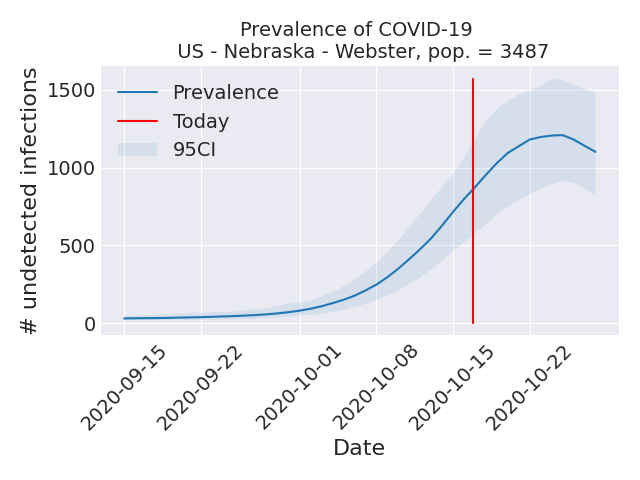 Prevalence of COVID-19
US - Nebraska - Webster, pop. = 3487
# undetected infections
1500
1000
500
0
Prevalence
Today
95CI
2020-09-15
2020-09-22
2020-10-01
2020-10-08
2020-10-15
2020-10-22
Date